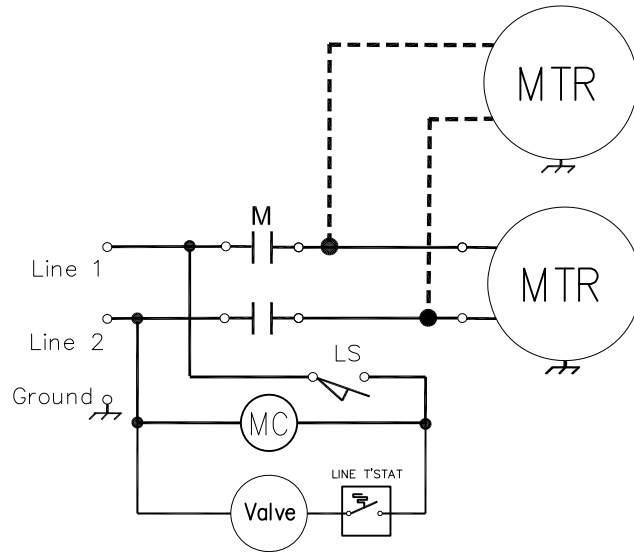 MTR
M
Line 1
MTR
Line 2
LS
Ground
MC
LINE T'STAT
Valve